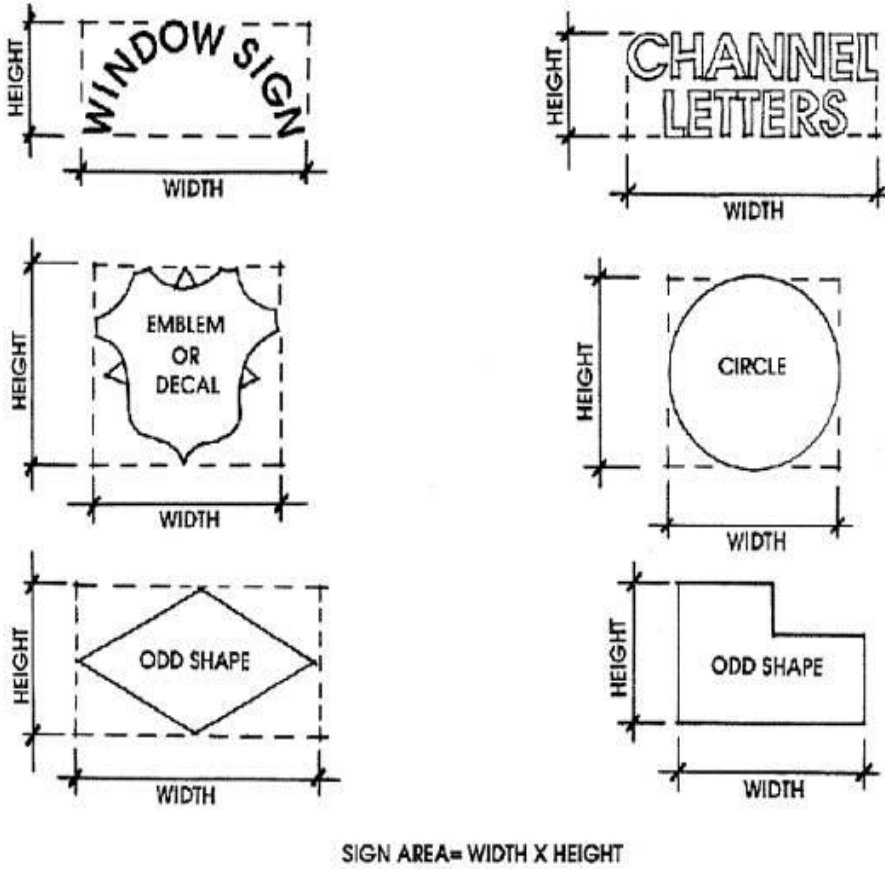 WINDOW SIGN
HEIGHT
WIDTH
CHANNEL
LETTERS
HEIGHT
WIDTH
EMBLEM
OR
DECAL
HEIGHT
WIDTH
CIRCLE
HEIGHT
WIDTH
ODD SHAPE
HEIGHT
WIDTH
ODD SHAPE
HEIGHT
WIDTH
SIGN AREA= WIDTH X HEIGHT